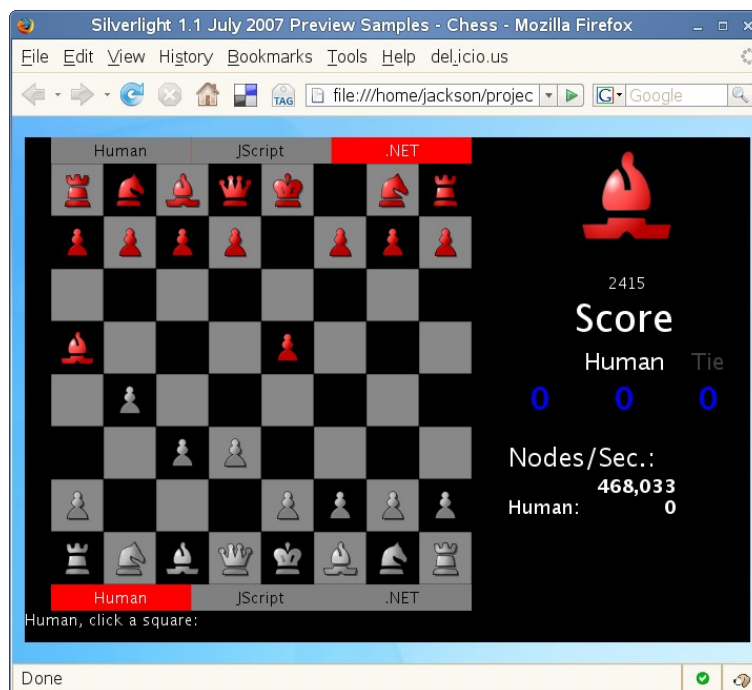 Silverlight 1.1 July 2007 Preview Samples - Chess - Mozilla Firefox
File Edit View History Bookmarks Tools Help del.icio.us
TAG file:///home/jackson/projec G Google
Human JScript .NET
2415
Score
Human Tie
0 0 0
Nodes/Sec.:
468,033
Human: 0
Human JScript .NET
Human, click a square:
Done